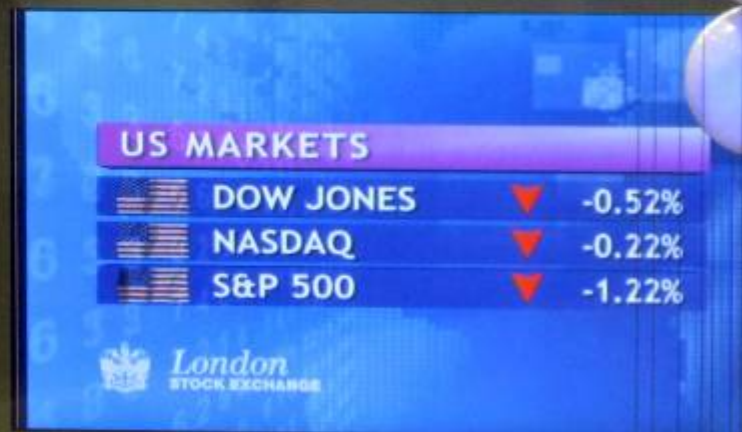 US MARKETS
DOW JONES -0.52%
NASDAQ -0.22%
S&P 500 -1.22%
London
STOCK EXCHANGE